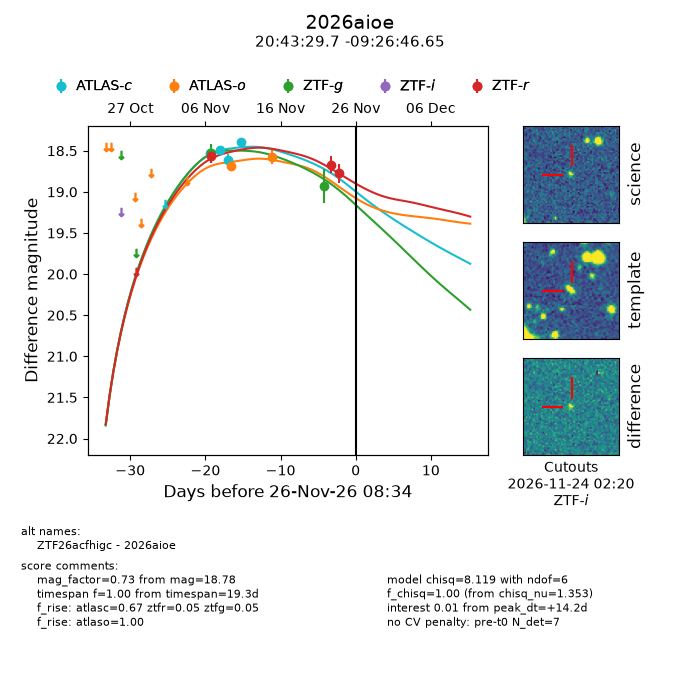 2026aioe
20:43:29.7 -09:26:46.65
ATLAS-c ATLAS-o ZTF-g ZTF-i ZTF-r
27 Oct 06 Nov 16 Nov 26 Nov 06 Dec
18.5
19.0
19.5
20.0
20.5
21.0
21.5
22.0
Difference magnitude
−30 −20 −10 0 10
Days before 26-Nov-26 08:34
science
template
difference
Cutouts
2026-11-24 02:20
ZTF-i
alt names:
ZTF26acfhigc - 2026aioe
score comments:
mag_factor=0.73 from mag=18.78
timespan f=1.00 from timespan=19.3d
f_rise: atlasc=0.67 ztfr=0.05 ztfg=0.05
f_rise: atlaso=1.00
model chisq=8.119 with ndof=6
f_chisq=1.00 (from chisq_nu=1.353)
interest 0.01 from peak_dt=+14.2d
no CV penalty: pre-t0 N_det=7